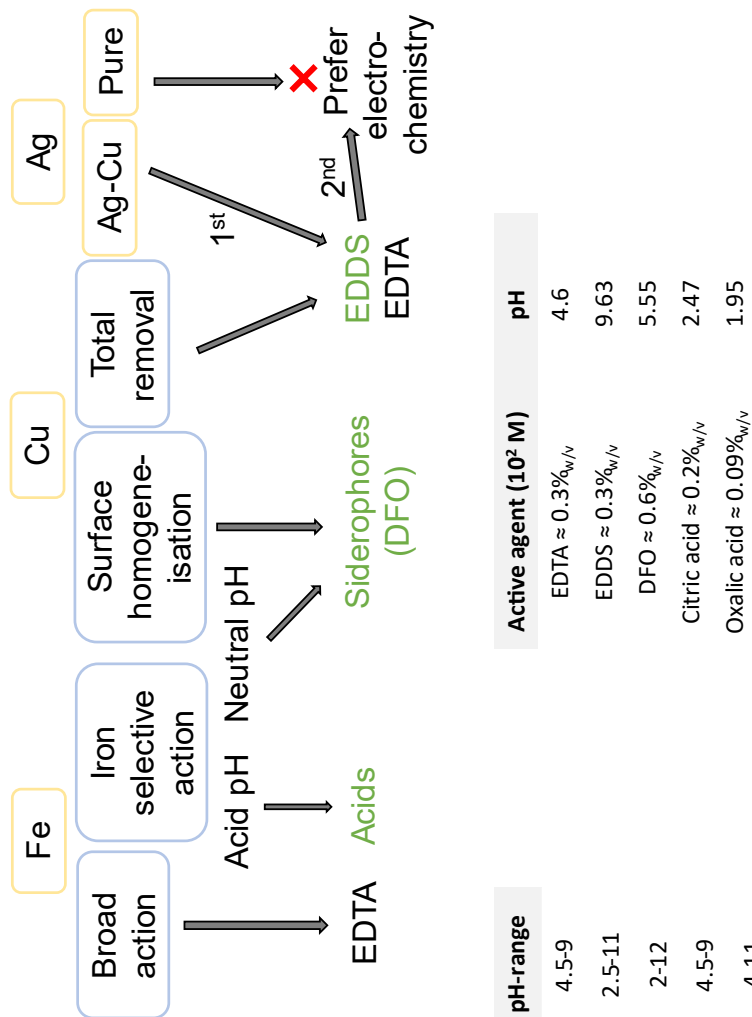 Fe
Cu
Ag
Broad
action
Iron
selective
action
Surface
homogene-
isation
Total
removal
Ag-Cu
Pure
Acid pH
Neutral pH
1st
2nd
EDTA
Acids
Siderophores
(DFO)
EDDS
EDTA
Prefer
electro-
chemistry
pH-range
4.5-9
2.5-11
2-12
4.5-9
4-11
Active agent (10² M) pH
EDTA ≈ 0.3%w/v 4.6
EDDS ≈ 0.3%w/v 9.63
DFO ≈ 0.6%w/v 5.55
Citric acid ≈ 0.2%w/v 2.47
Oxalic acid ≈ 0.09%w/v 1.95